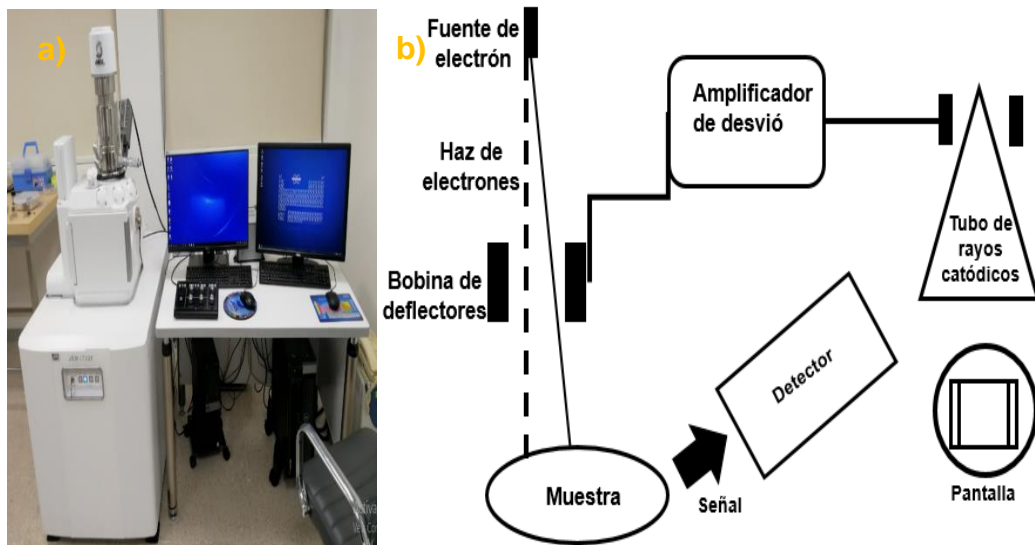 a)
b)
Fuente de
electrón
Amplificador
de desvió
Haz de
electrones
Tubo de
rayos
catódicos
Bobina de
deflectores
Detector
Muestra
Señal
Pantalla